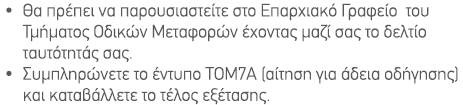 • Θα πρέπει να παρουσιαστείτε στο Επαρχιακό Γραφείο του
Τμήματος Οδικών Μεταφορών έχοντας μαζί σας το δελτίο
ταυτότητάς σας.
• Συμπληρώνετε το έντυπο ΤΟΜ7Α (αίτηση για άδεια οδήγησης)
και καταβάλλετε το τέλος εξέτασης.